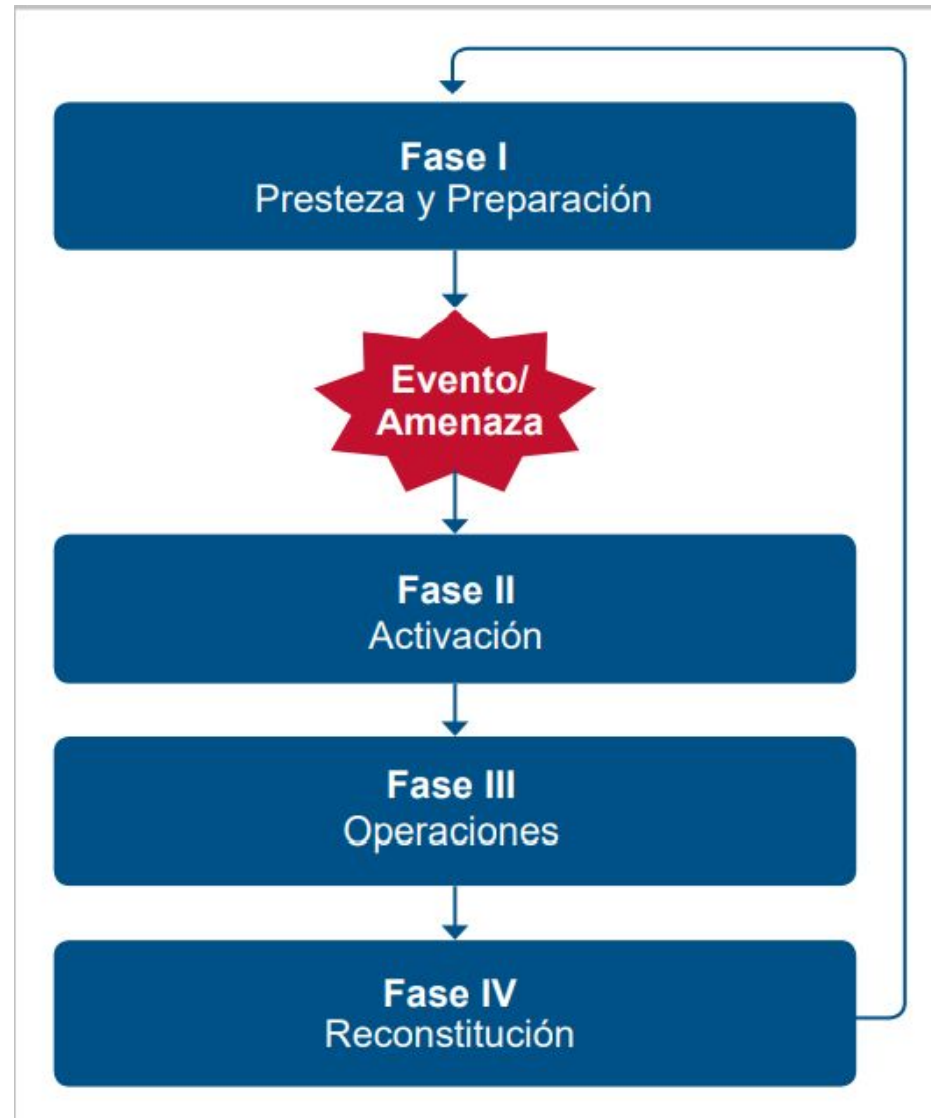 Fase I
Presteza y Preparación
Evento/
Amenaza
Fase II
Activación
Fase III
Operaciones
Fase IV
Reconstitución